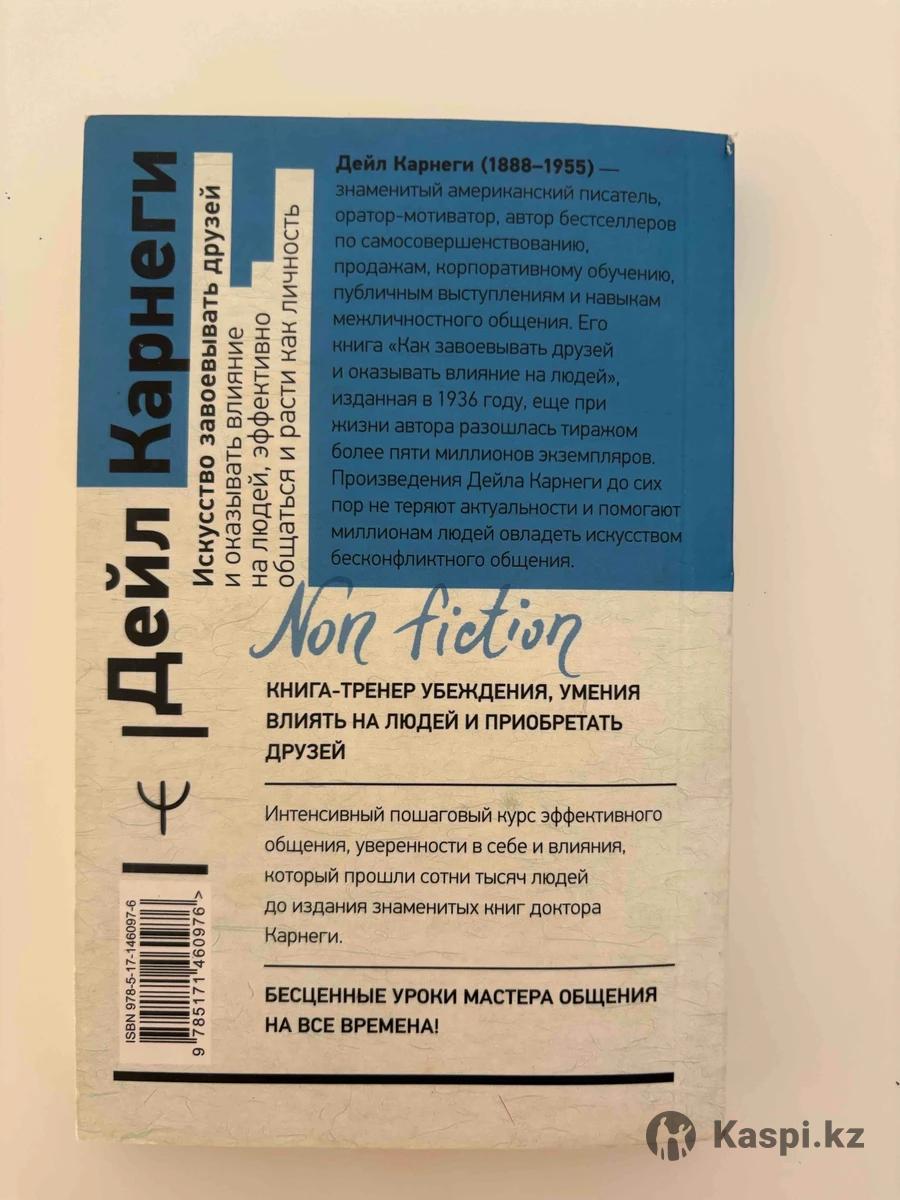 Дейл Карнеги
Искусство завоевывать друзей
и оказывать влияние
на людей, эффективно
общаться и расти как личность
Дейл Карнеги (1888–1955) —
знаменитый американский писатель,
оратор-мотиватор, автор бестселлеров
по самосовершенствованию,
продажам, корпоративному обучению,
публичным выступлениям и навыкам
межличностного общения. Его
книга «Как завоевывать друзей
и оказывать влияние на людей»,
изданная в 1936 году, еще при
жизни автора разошлась тиражом
более пяти миллионов экземпляров.
Произведения Дейла Карнеги до сих
пор не теряют актуальности и помогают
миллионам людей овладеть искусством
бесконфликтного общения.
Non fiction
КНИГА-ТРЕНЕР УБЕЖДЕНИЯ, УМЕНИЯ
ВЛИЯТЬ НА ЛЮДЕЙ И ПРИОБРЕТАТЬ
ДРУЗЕЙ
Интенсивный пошаговый курс эффективного
общения, уверенности в себе и влияния,
который прошли сотни тысяч людей
до издания знаменитых книг доктора
Карнеги.
БЕСЦЕННЫЕ УРОКИ МАСТЕРА ОБЩЕНИЯ
НА ВСЕ ВРЕМЕНА!
ISBN 978-5-17-146097-6
9 785171 460976 >
Kaspi.kz